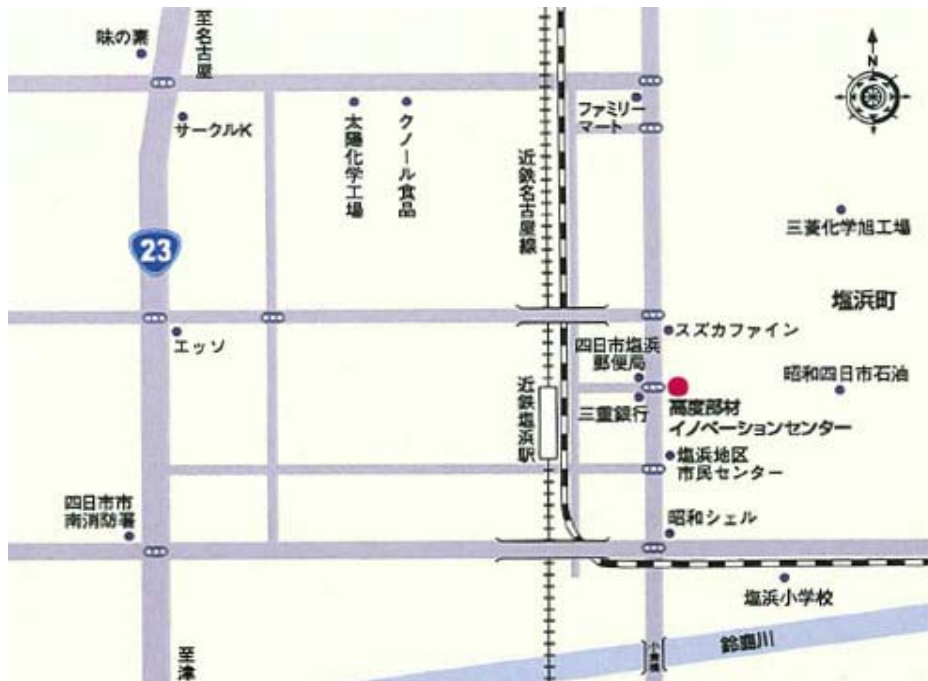 味の素
至名古屋
N
サークルK
太陽化学工場
クノール食品
近鉄名古屋線
ファミリー
マート
三菱化学旭工場
23
塩浜町
エッソ
スズカファイン
四日市塩浜
郵便局
昭和四日市石油
近鉄塩浜駅
三重銀行
高度部材
イノベーションセンター
塩浜地区
市民センター
四日市市
南消防署
昭和シェル
塩浜小学校
鈴鹿川
至津